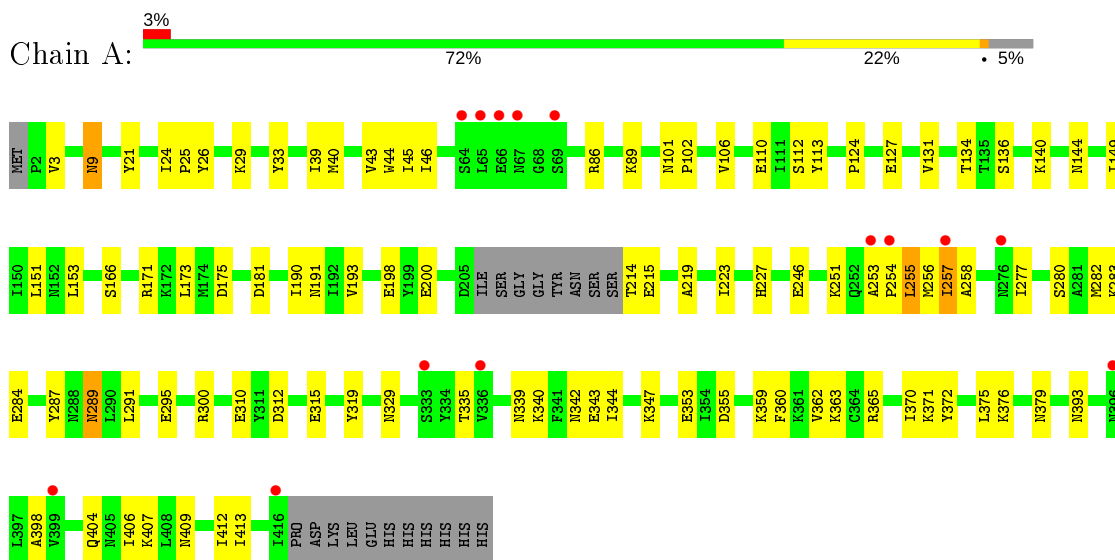 3%
Chain A:
72% 22% • 5%
MET P2 V3 N9 Y21 I24 P25 Y26 K29 Y33 I39 M40 V43 W44 I45 I46 S64 L65 E66 N67 G68 S69 R86 K89 N101 P102 V106 E110 I111 S112 Y113 P124 E127 V131 T134 T135 S136 K140 N144 I149
I150 L151 N152 L153 S166 R171 K172 L173 M174 D175 D181 I190 N191 I192 V193 E198 Y199 E200 D205 ILE SER GLY GLY TYR ASN SER SER T214 E215 A219 I223 H227 E246 K251 Q252 A253 P254 L255 M256 I257 A258 N276 I277 S280 A281 M282 K283
E284 Y287 N288 N289 L290 L291 E295 R300 E310 Y311 D312 E315 Y319 N329 S333 Y334 T335 V336 N339 K340 F341 N342 E343 I344 K347 E353 I354 D355 K359 F360 K361 V362 K363 C364 R365 I370 K371 Y372 L375 K376 N379 N393 N396
L397 A398 V399 Q404 N405 I406 K407 L408 N409 I412 I413 I416 PRO ASP LYS LEU GLU HIS HIS HIS HIS HIS HIS